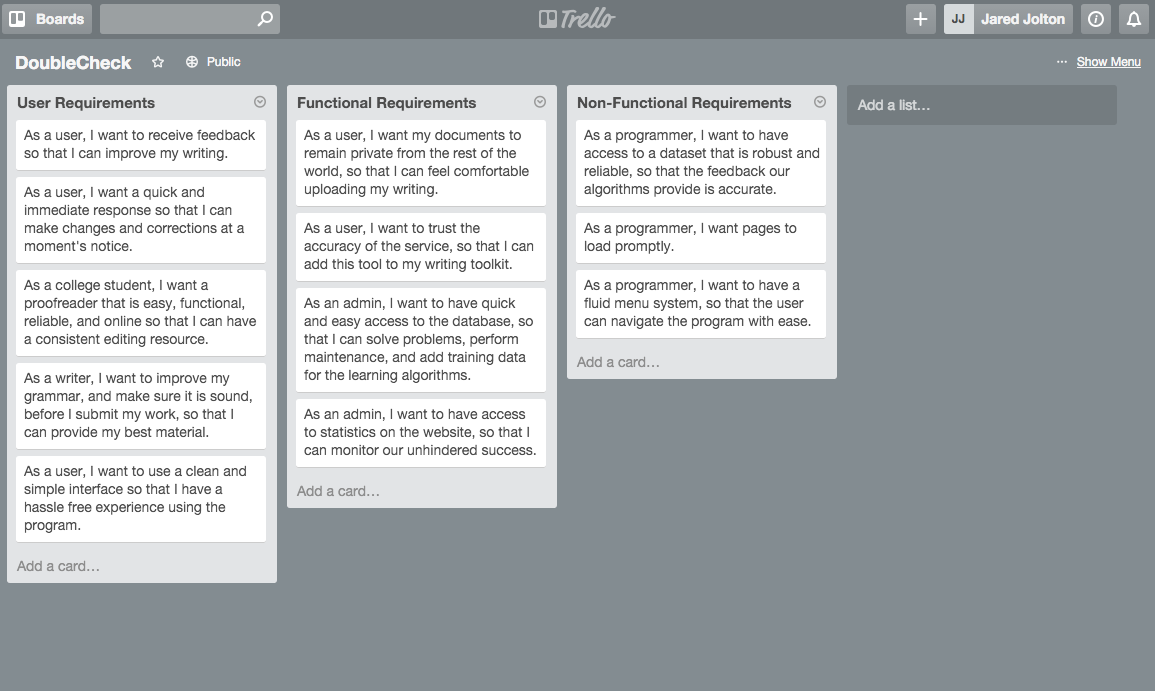 Boards
Trello
JJ
Jared Jolton
DoubleCheck
Public
... Show Menu
User Requirements
As a user, I want to receive feedback
so that I can improve my writing.
As a user, I want a quick and
immediate response so that I can
make changes and corrections at a
moment's notice.
As a college student, I want a
proofreader that is easy, functional,
reliable, and online so that I can have
a consistent editing resource.
As a writer, I want to improve my
grammar, and make sure it is sound,
before I submit my work, so that I
can provide my best material.
As a user, I want to use a clean and
simple interface so that I have a
hassle free experience using the
program.
Add a card…
Functional Requirements
As a user, I want my documents to
remain private from the rest of the
world, so that I can feel comfortable
uploading my writing.
As a user, I want to trust the
accuracy of the service, so that I can
add this tool to my writing toolkit.
As an admin, I want to have quick
and easy access to the database, so
that I can solve problems, perform
maintenance, and add training data
for the learning algorithms.
As an admin, I want to have access
to statistics on the website, so that I
can monitor our unhindered success.
Add a card…
Non-Functional Requirements
As a programmer, I want to have
access to a dataset that is robust and
reliable, so that the feedback our
algorithms provide is accurate.
As a programmer, I want pages to
load promptly.
As a programmer, I want to have a
fluid menu system, so that the user
can navigate the program with ease.
Add a card…
Add a list…